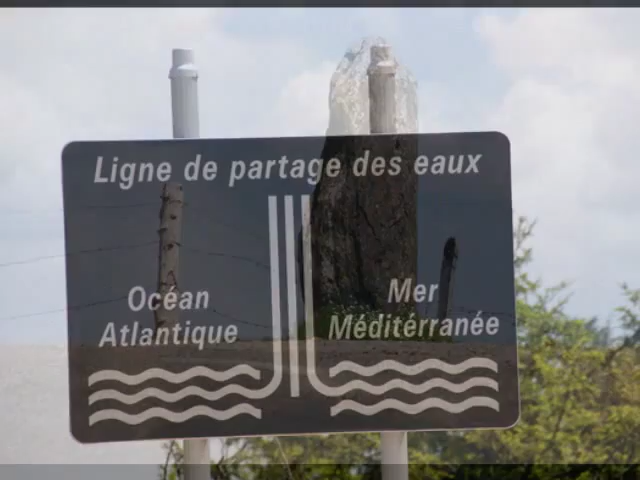 Ligne de partage des eaux
Océan
Atlantique
Mer
Méditérranée